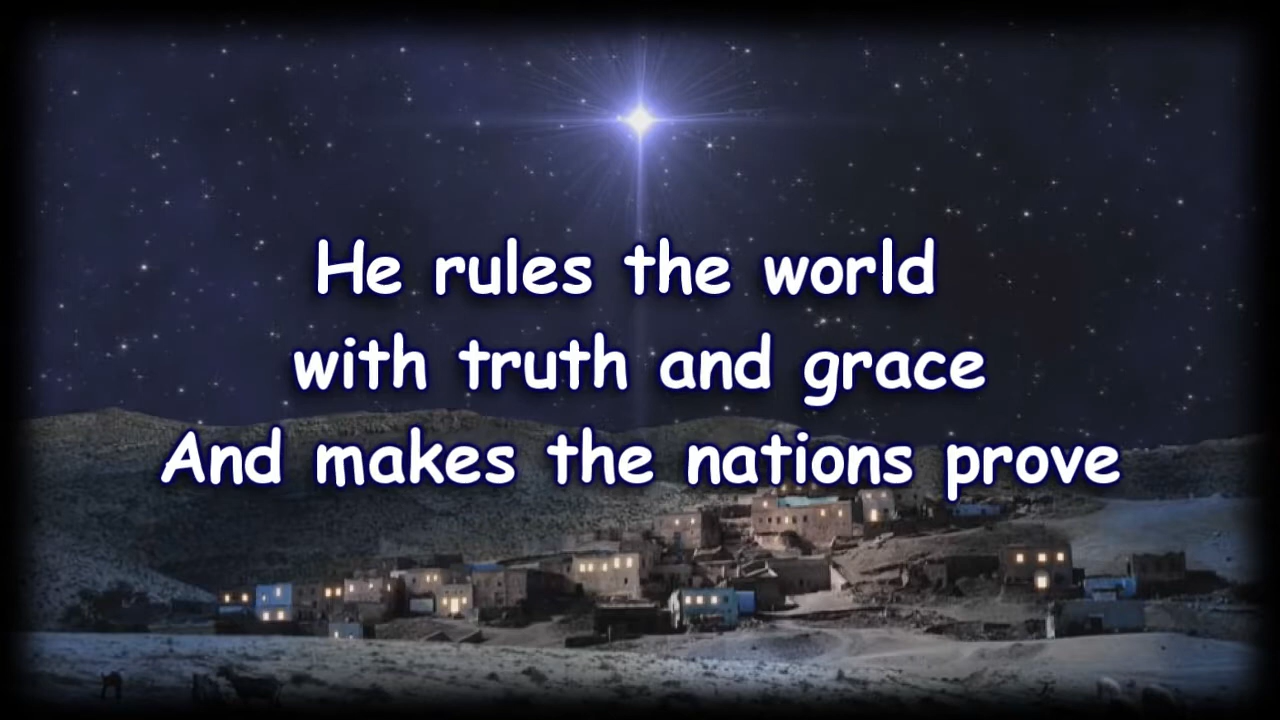 He rules the world
with truth and grace
And makes the nations prove